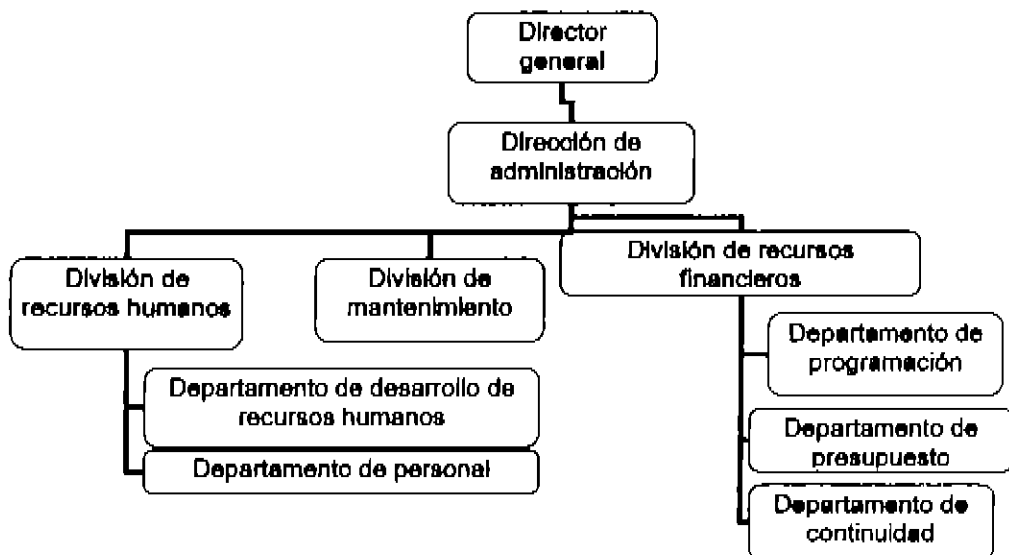 Director
general
Dirección de
administración
División de
recursos humanos
División de
mantenimiento
División de recursos
financieros
Departamento de desarrollo de
recursos humanos
Departamento de personal
Departamento de
programación
Departamento de
presupuesto
Departamento de
continuidad